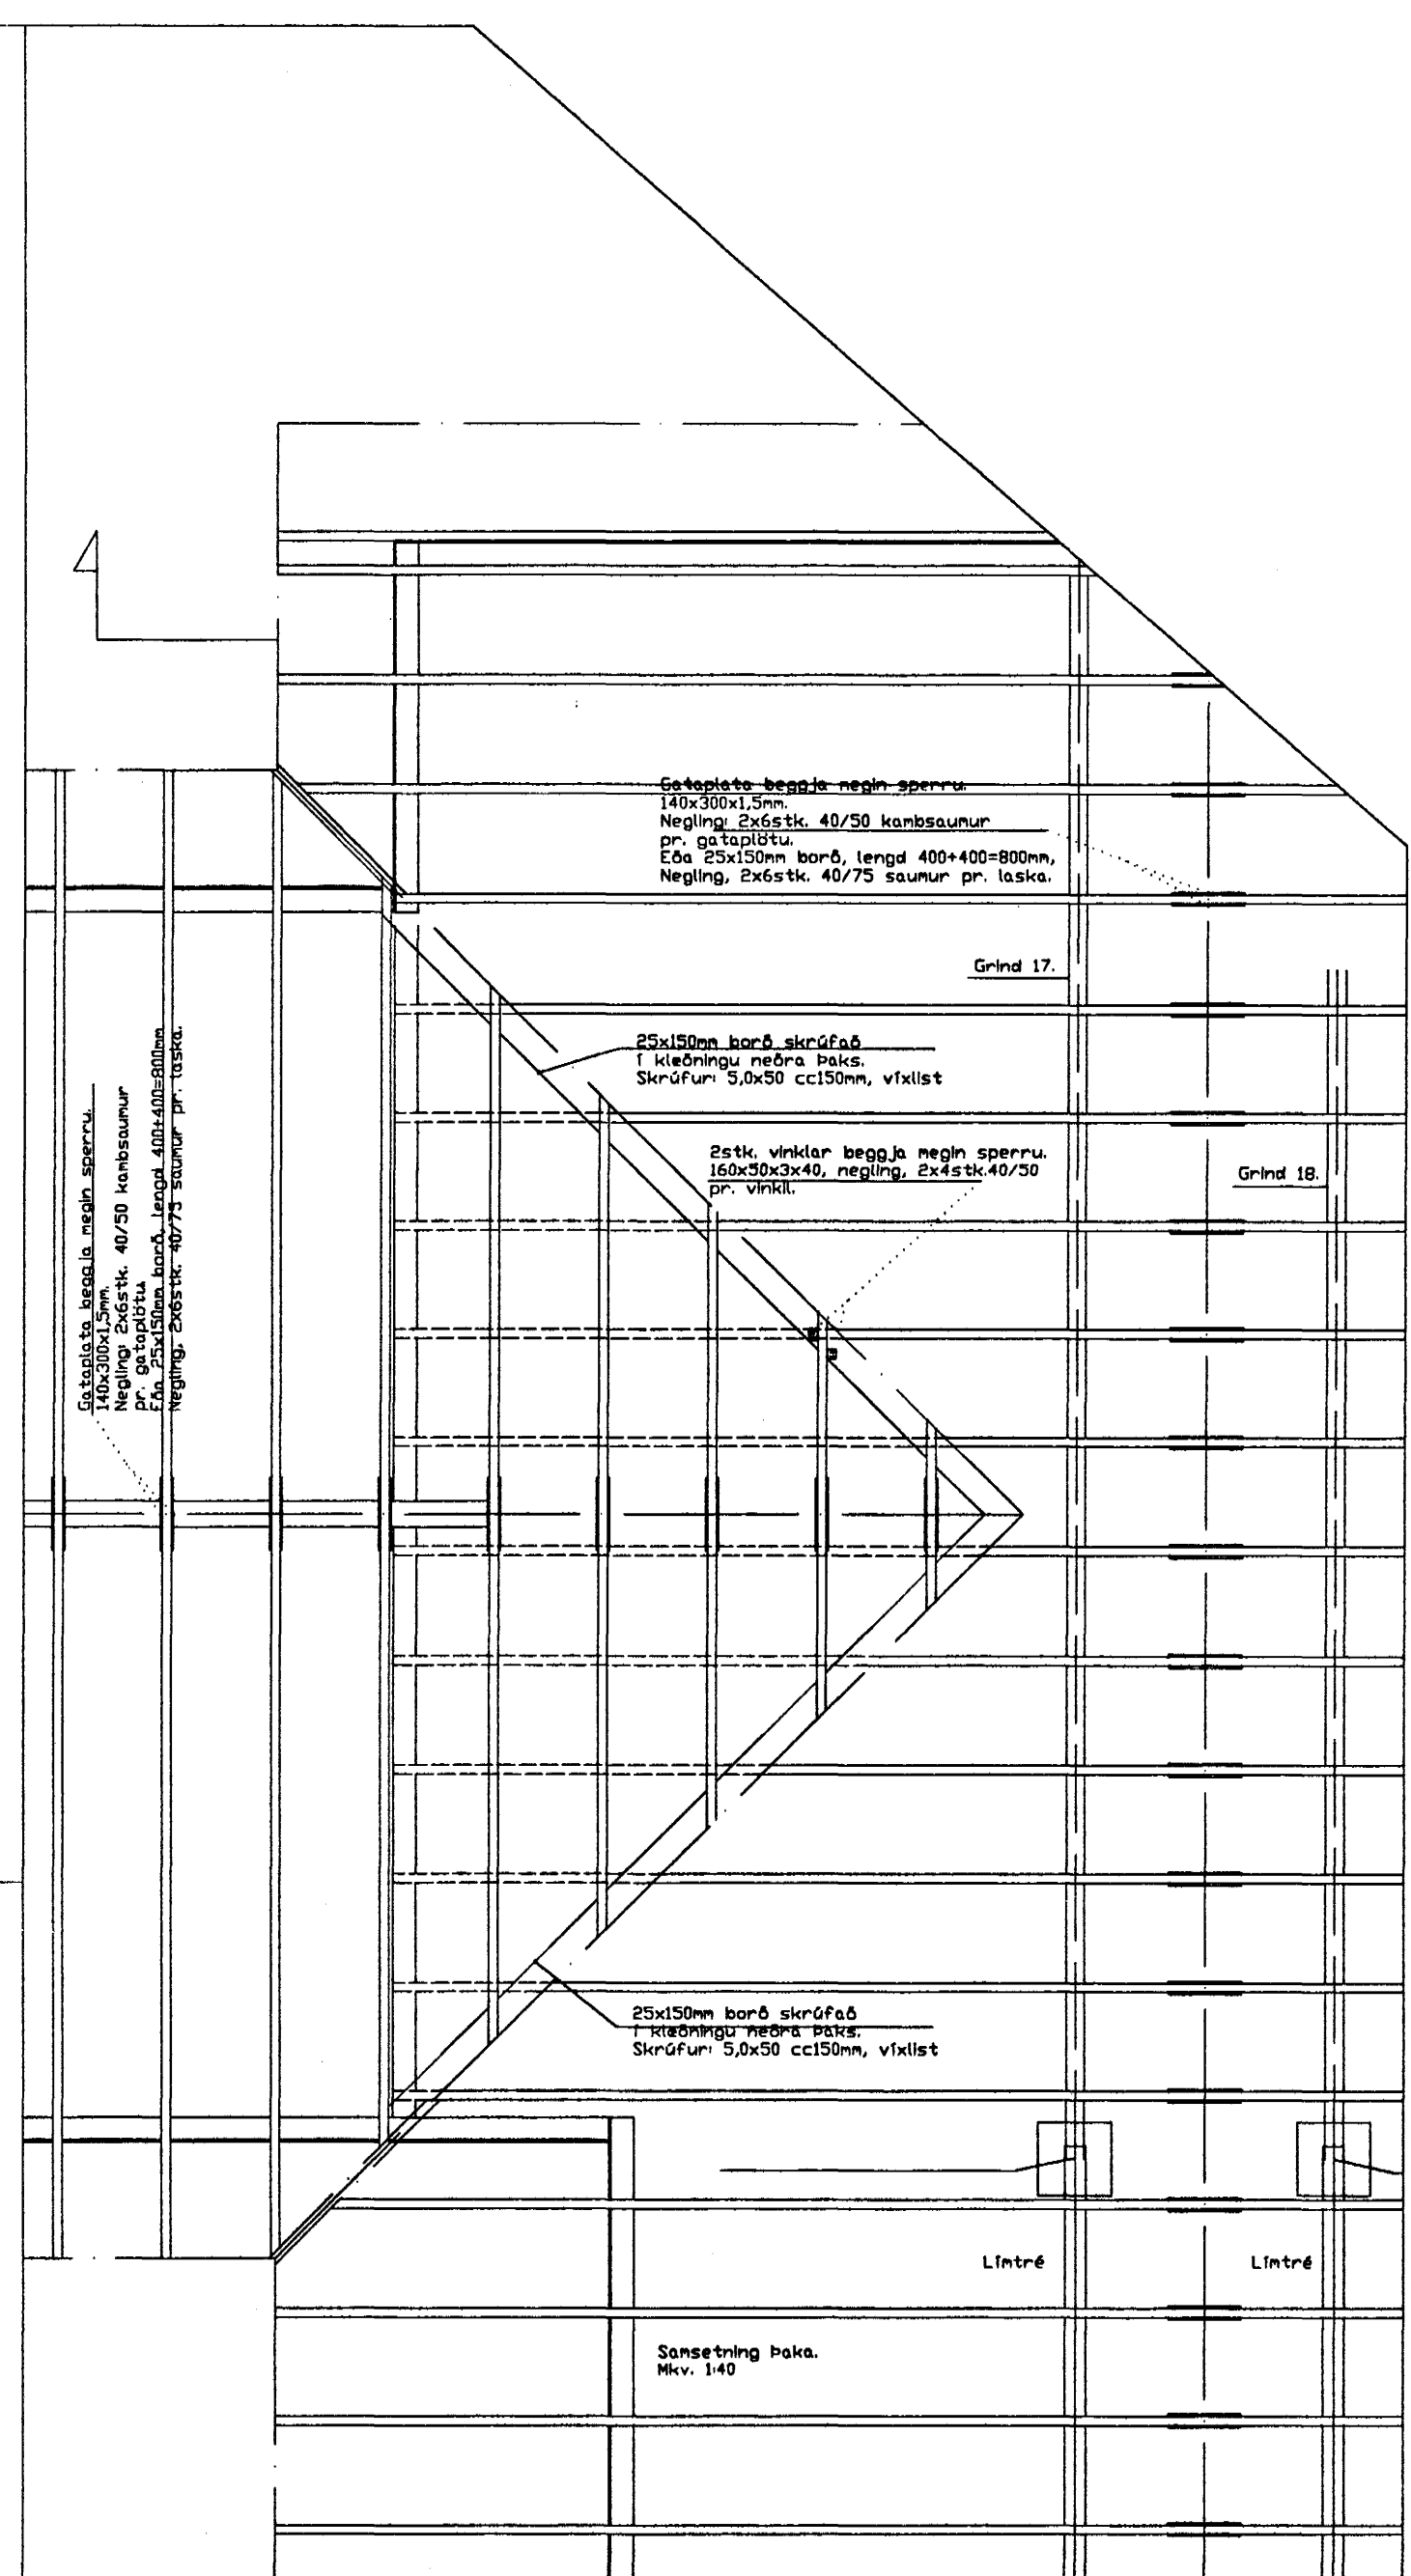 Gataplata beggja megin sperru.
140x300x1,5mm.
Negling: 2x6stk. 40/50 kambsaumur
pr. gataplötu.
Eða 25x150mm borð, lengd 400+400=800mm,
Negling, 2x6stk. 40/75 saumur pr. laska.
Grind 17.
25x150mm borð skrúfað
í klæðningu neðra þaks.
Skrúfur: 5,0x50 cc150mm, víxlist
2stk. vinklar beggja megin sperru.
160x50x3x40, negling, 2x4stk.40/50
pr. vinkil.
Grind 18.
Gataplata beggja megin sperru.
140x300x1,5mm.
Negling: 2x6stk. 40/50 kambsaumur
pr. gataplötu.
Eða 25x150mm borð, lengd 400+400=800mm
Negling, 2x6stk. 40/75 saumur pr. laska.
25x150mm borð skrúfað
í klæðningu neðra þaks.
Skrúfur: 5,0x50 cc150mm, víxlist
Límtré
Límtré
Samsetning þaka.
Mkv. 1:40